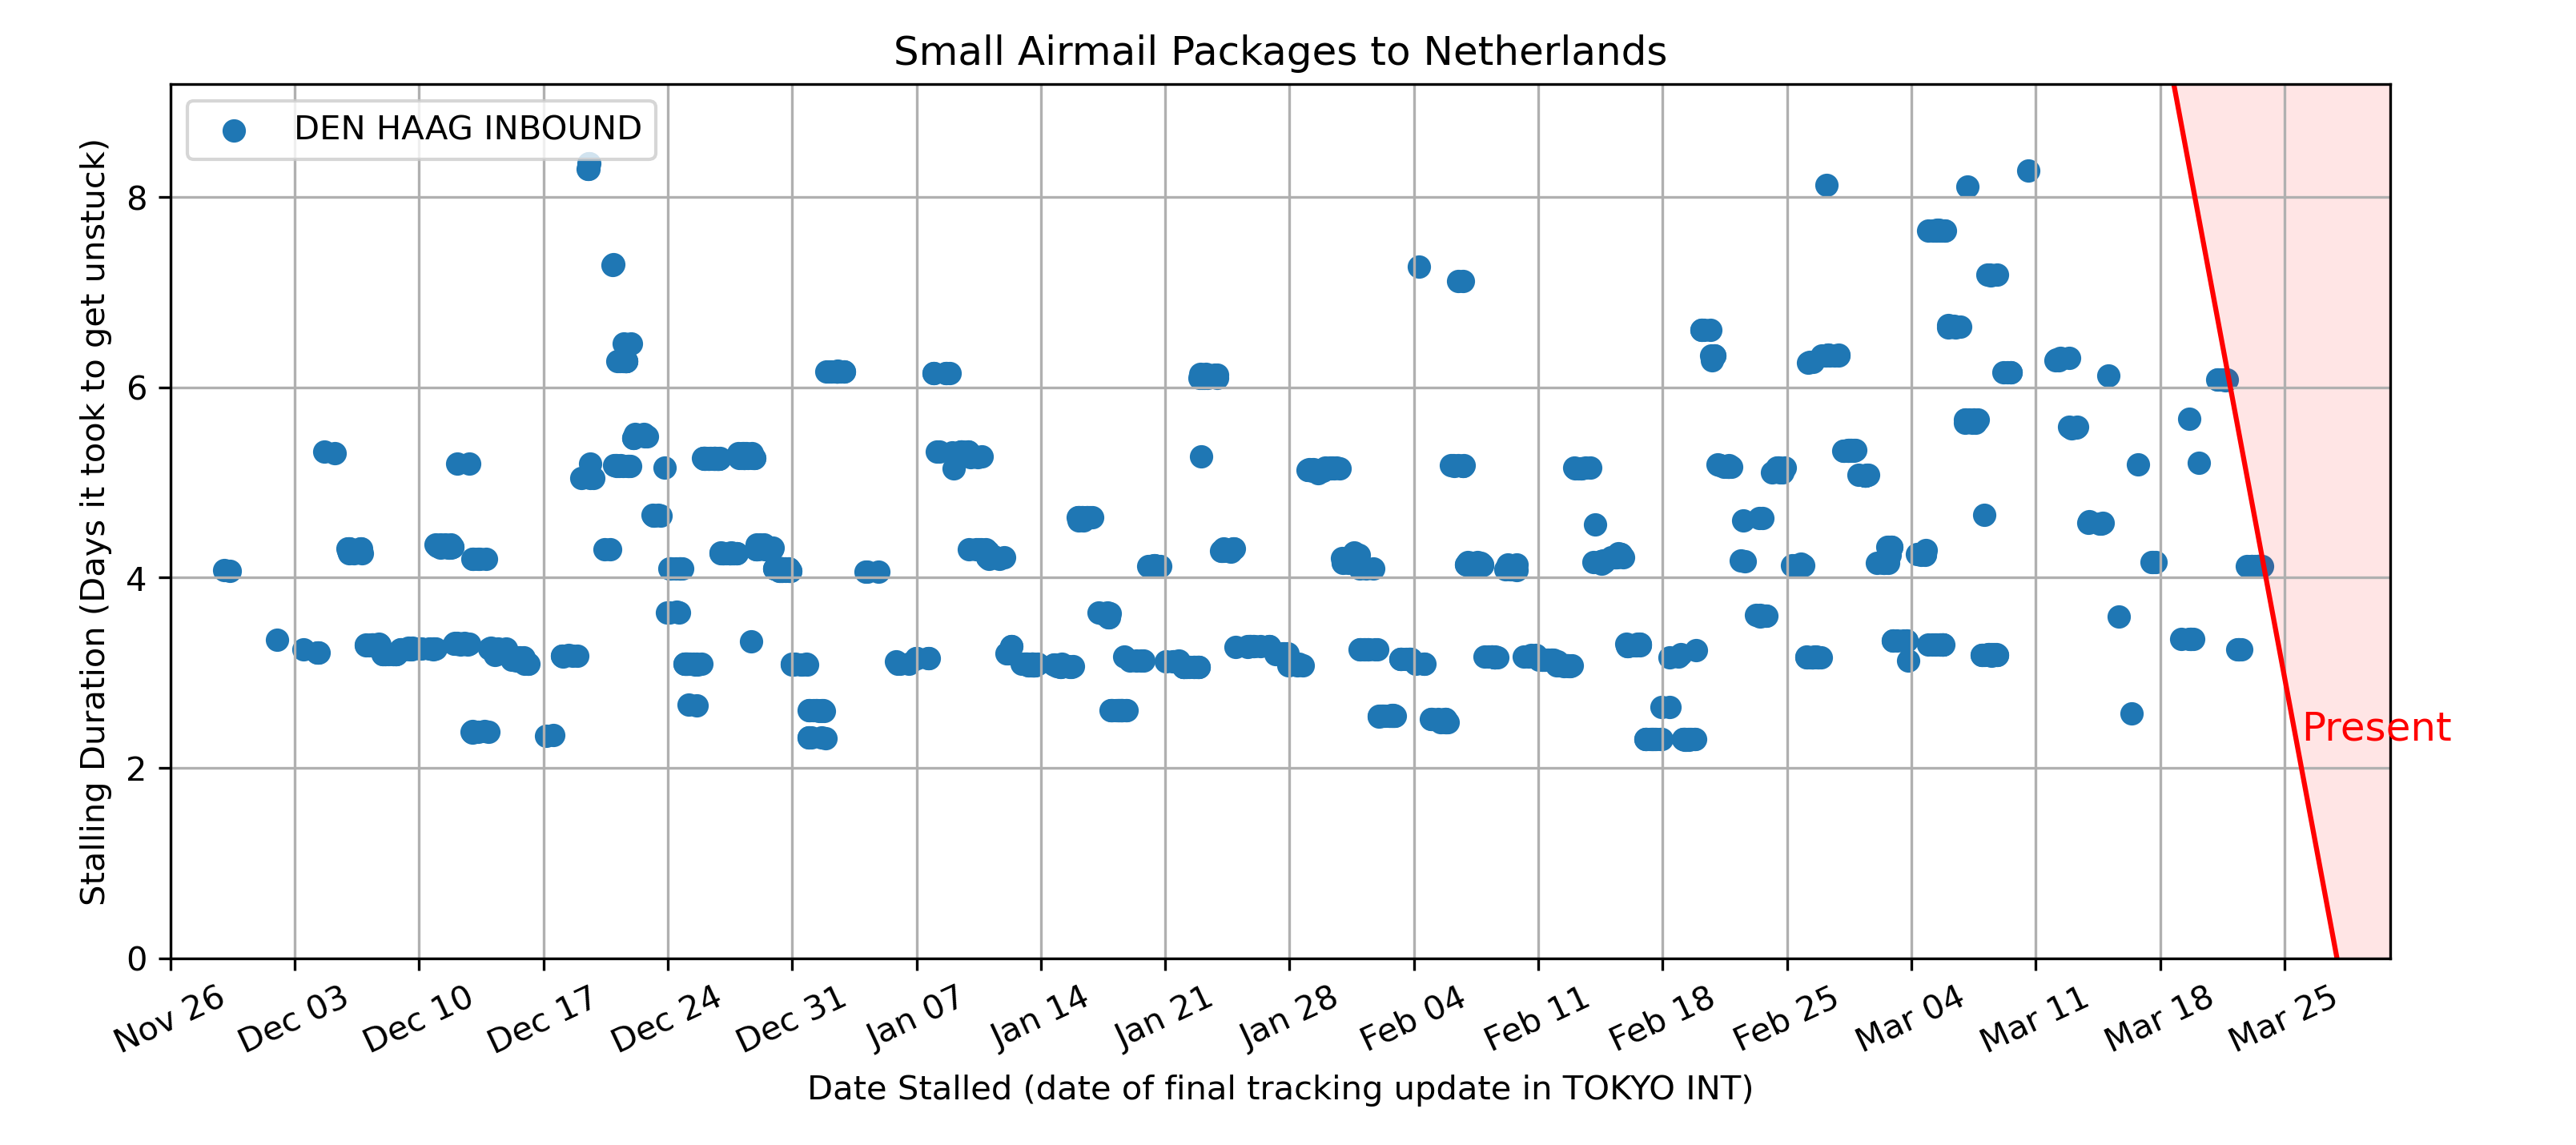 Small Airmail Packages to Netherlands
DEN HAAG INBOUND
Stalling Duration (Days it took to get unstuck)
8
6
4
2
0
Present
Nov 26
Dec 03
Dec 10
Dec 17
Dec 24
Dec 31
Jan 07
Jan 14
Jan 21
Jan 28
Feb 04
Feb 11
Feb 18
Feb 25
Mar 04
Mar 11
Mar 18
Mar 25
Date Stalled (date of final tracking update in TOKYO INT)